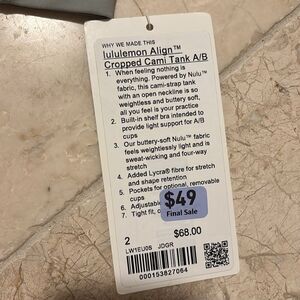 WHY WE MADE THIS
lululemon Align™
Cropped Cami Tank A/B
1. When feeling nothing is
everything. Powered by Nulu™
fabric, this cami-strap tank
with an open neckline is so
weightless and buttery soft,
all you feel is your practice
2. Built-in shelf bra intended to
provide light support for A/B
cups
3. Our buttery-soft Nulu™ fabric
feels weightlessly light and is
sweat-wicking and four-way
stretch
4. Added Lycra® fibre for stretch
and shape retention
5. Pockets for optional, removable
cups
6. Adjustable
7. Tight fit, c
$49
Final Sale
2
$68.00
LW1EU0S JDGR
000153827064